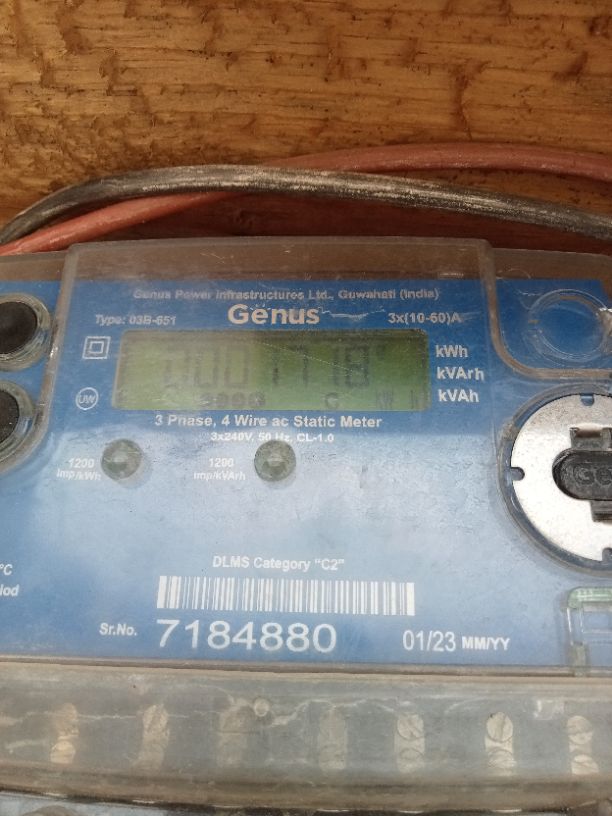 Genus Power Infrastructures Ltd., Guwahati (India)
Type: 03B-651
Genus
3x(10-60)A
kWh
kVArh
kVAh
UW
3 Phase, 4 Wire ac Static Meter
3x240V, 50 Hz, CL-1.0
1200
imp/kWh
1200
imp/kVArh
°C
DLMS Category "C2"
Sr.No. 7184880 01/23 MM/YY